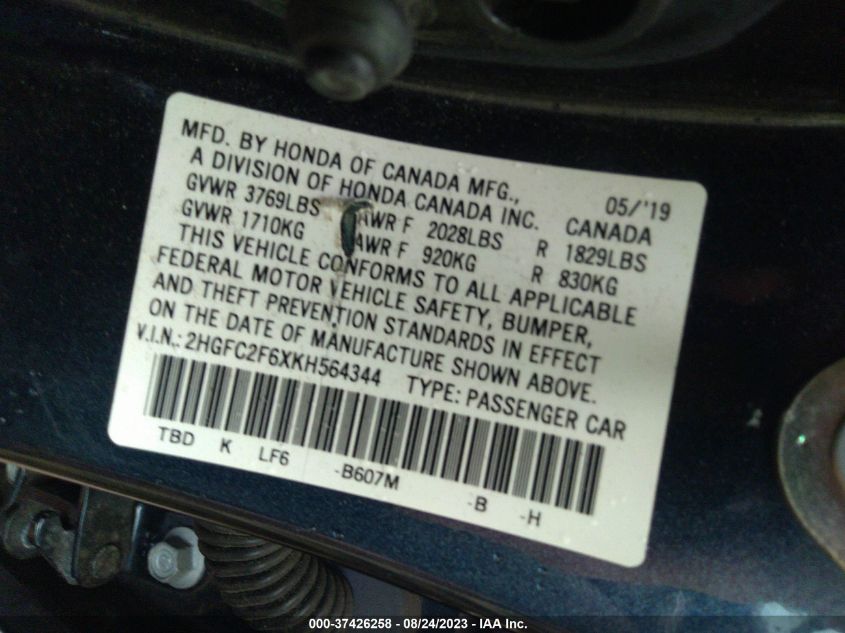 MFD. BY HONDA OF CANADA MFG., 05/'19
A DIVISION OF HONDA CANADA INC. CANADA
GVWR 3769LBS AWR F 2028LBS R 1829LBS
GVWR 1710KG AWR F 920KG R 830KG
THIS VEHICLE CONFORMS TO ALL APPLICABLE
FEDERAL MOTOR VEHICLE SAFETY, BUMPER,
AND THEFT PREVENTION STANDARDS IN EFFECT
ON THE DATE OF MANUFACTURE SHOWN ABOVE.
V.I.N.: 2HGFC2F6XKH564344 TYPE: PASSENGER CAR
TBD K LF6 -B607M -B -H
000-37426258 - 08/24/2023 - IAA Inc.